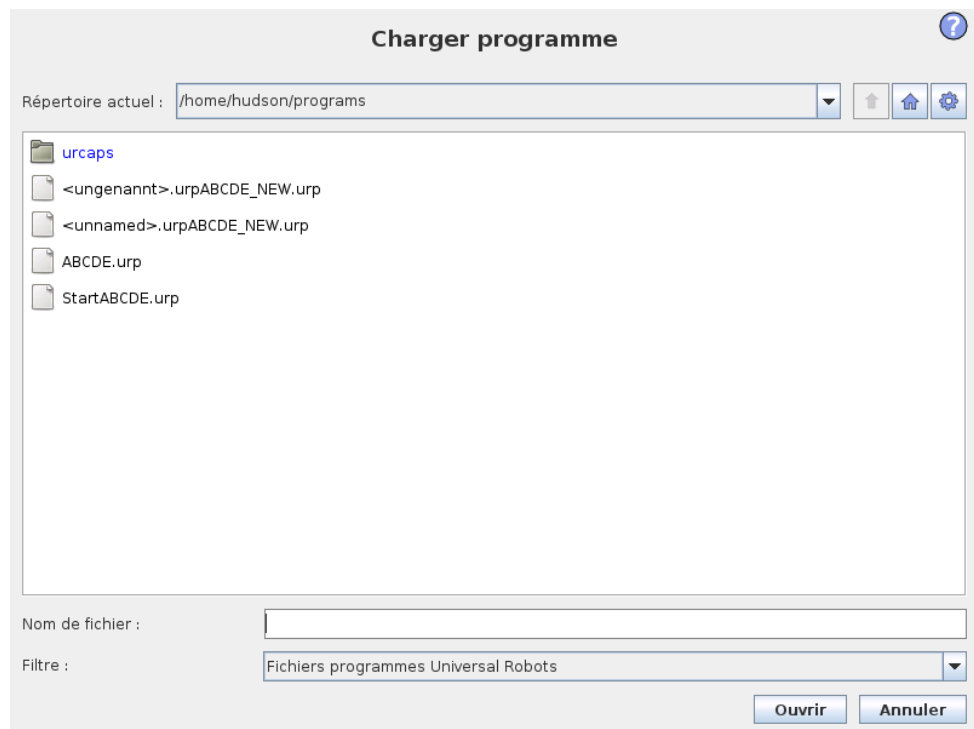 Charger programme
?
Répertoire actuel : /home/hudson/programs
urcaps
<ungenannt>.urpABCDE_NEW.urp
<unnamed>.urpABCDE_NEW.urp
ABCDE.urp
StartABCDE.urp
Nom de fichier :
Filtre : Fichiers programmes Universal Robots
Ouvrir Annuler